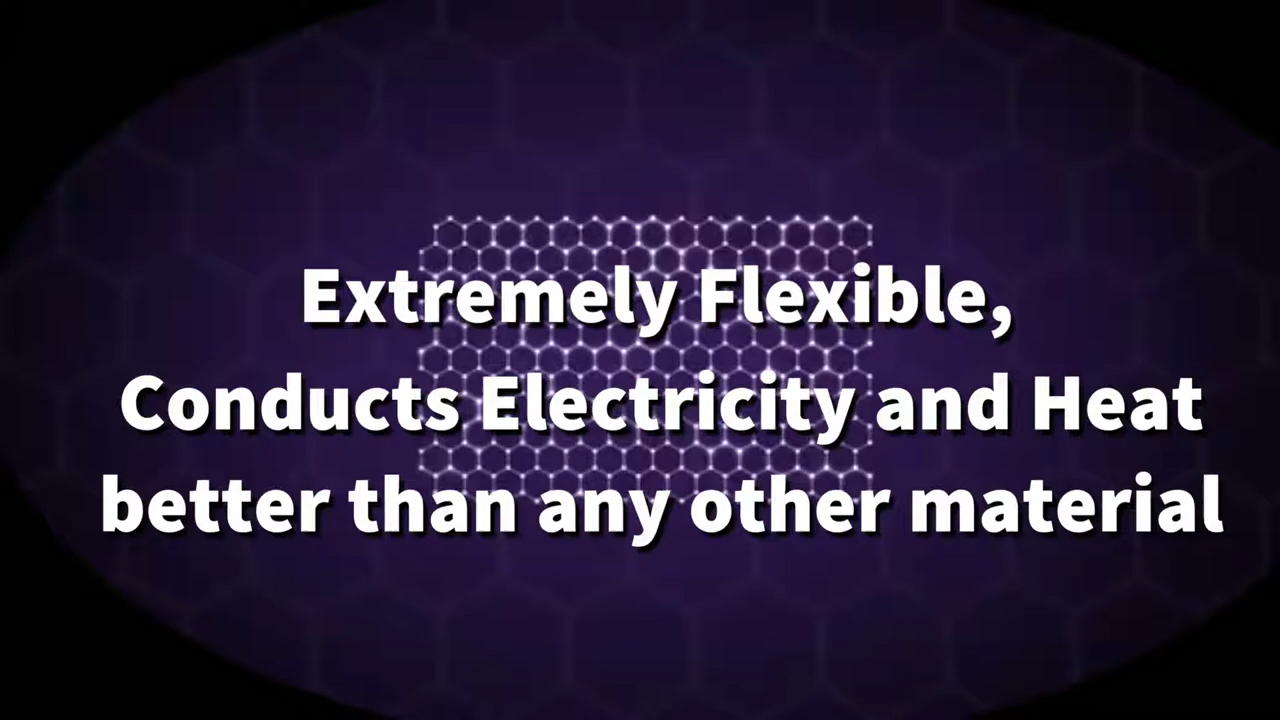 Extremely Flexible,
Conducts Electricity and Heat
better than any other material